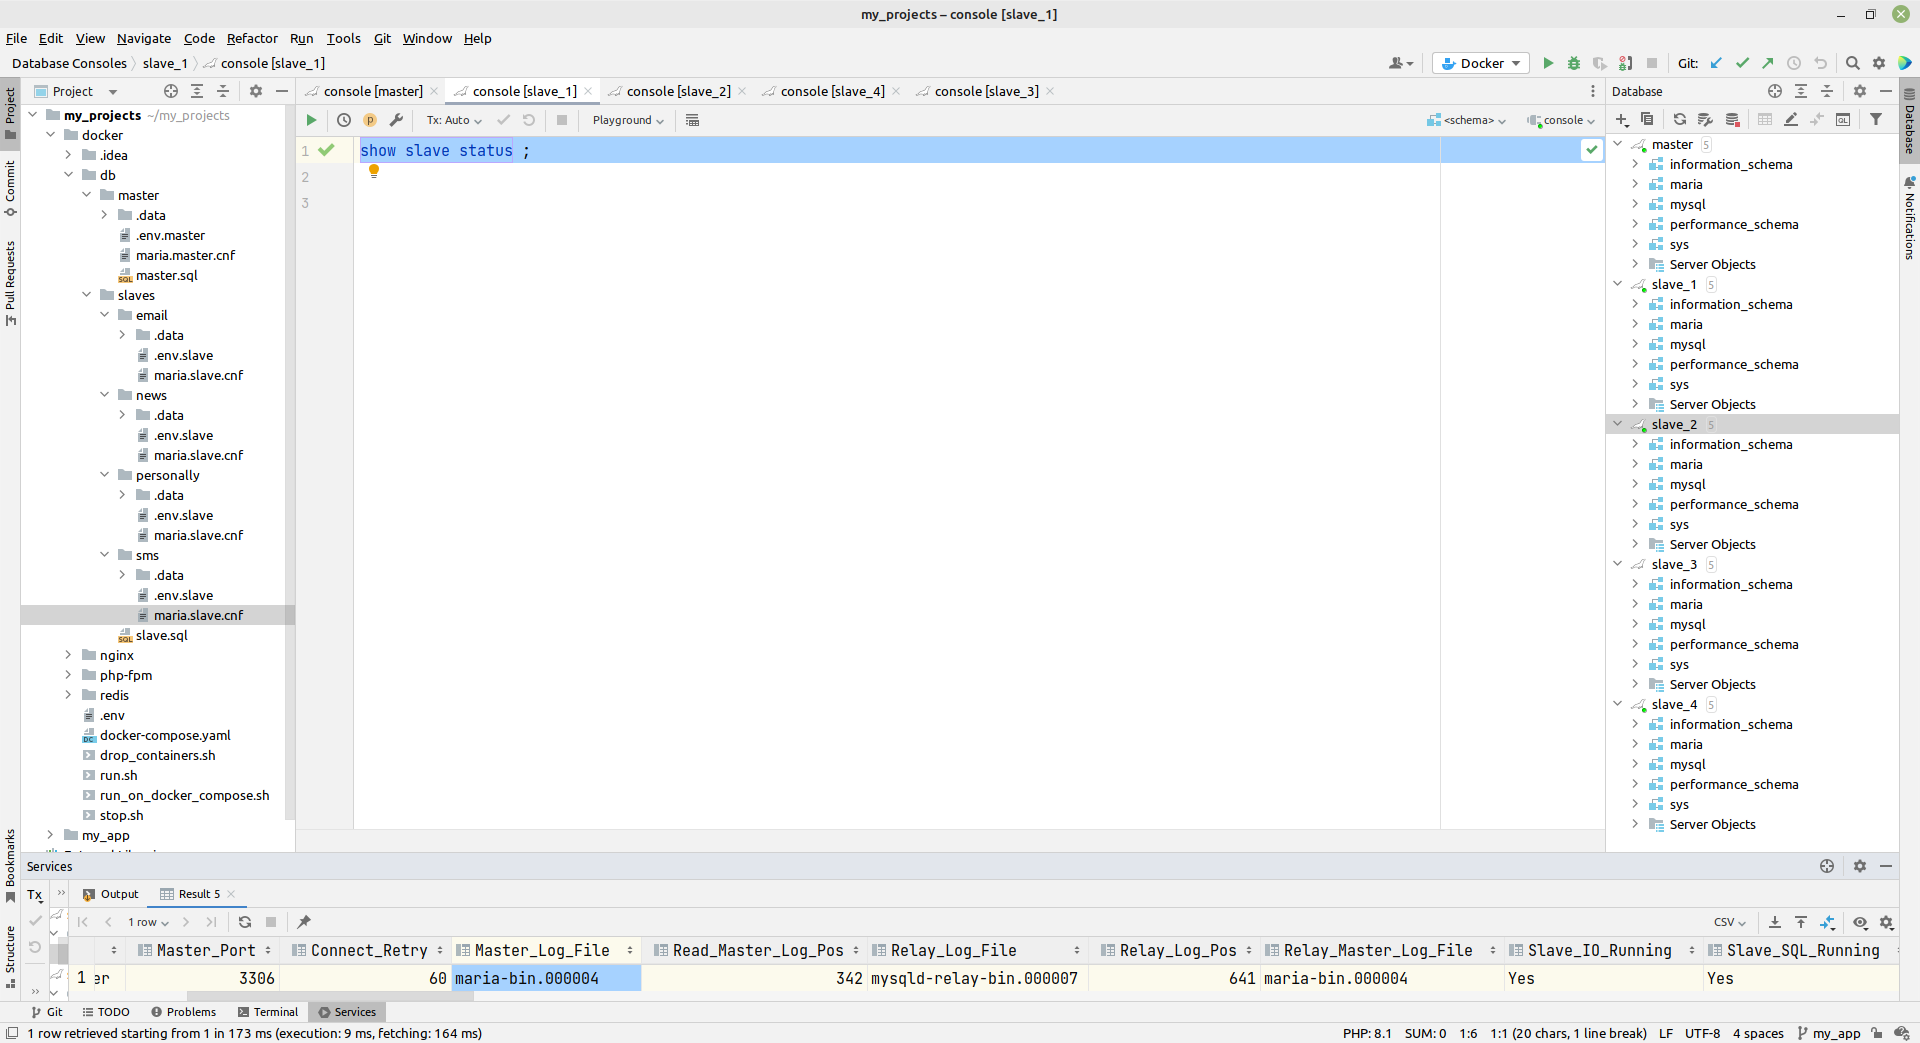 my_projects – console [slave_1]
File Edit View Navigate Code Refactor Run Tools Git Window Help
Database Consoles slave_1 console [slave_1] Docker Git:
Project console [master] console [slave_1] console [slave_2] console [slave_4] console [slave_3] Database
Tx: Auto Playground <schema> console
Project
Commit
Pull Requests
Bookmarks
Structure
my_projects ~/my_projects
docker
.idea
db
master
.data
.env.master
maria.master.cnf
master.sql
slaves
email
.data
.env.slave
maria.slave.cnf
news
.data
.env.slave
maria.slave.cnf
personally
.data
.env.slave
maria.slave.cnf
sms
.data
.env.slave
maria.slave.cnf
slave.sql
nginx
php-fpm
redis
.env
docker-compose.yaml
drop_containers.sh
run.sh
run_on_docker_compose.sh
stop.sh
my_app
1 show slave status ;
2
3
master 5
information_schema
maria
mysql
performance_schema
sys
Server Objects
slave_1 5
information_schema
maria
mysql
performance_schema
sys
Server Objects
slave_2 5
information_schema
maria
mysql
performance_schema
sys
Server Objects
slave_3 5
information_schema
maria
mysql
performance_schema
sys
Server Objects
slave_4 5
information_schema
maria
mysql
performance_schema
sys
Server Objects
Database
Notifications
Services
Tx Output Result 5
1 row CSV
Master_Port Connect_Retry Master_Log_File Read_Master_Log_Pos Relay_Log_File Relay_Log_Pos Relay_Master_Log_File Slave_IO_Running Slave_SQL_Running
1 er 3306 60 maria-bin.000004 342 mysqld-relay-bin.000007 641 maria-bin.000004 Yes Yes
Git TODO Problems Terminal Services
1 row retrieved starting from 1 in 173 ms (execution: 9 ms, fetching: 164 ms) PHP: 8.1 SUM: 0 1:6 1:1 (20 chars, 1 line break) LF UTF-8 4 spaces my_app